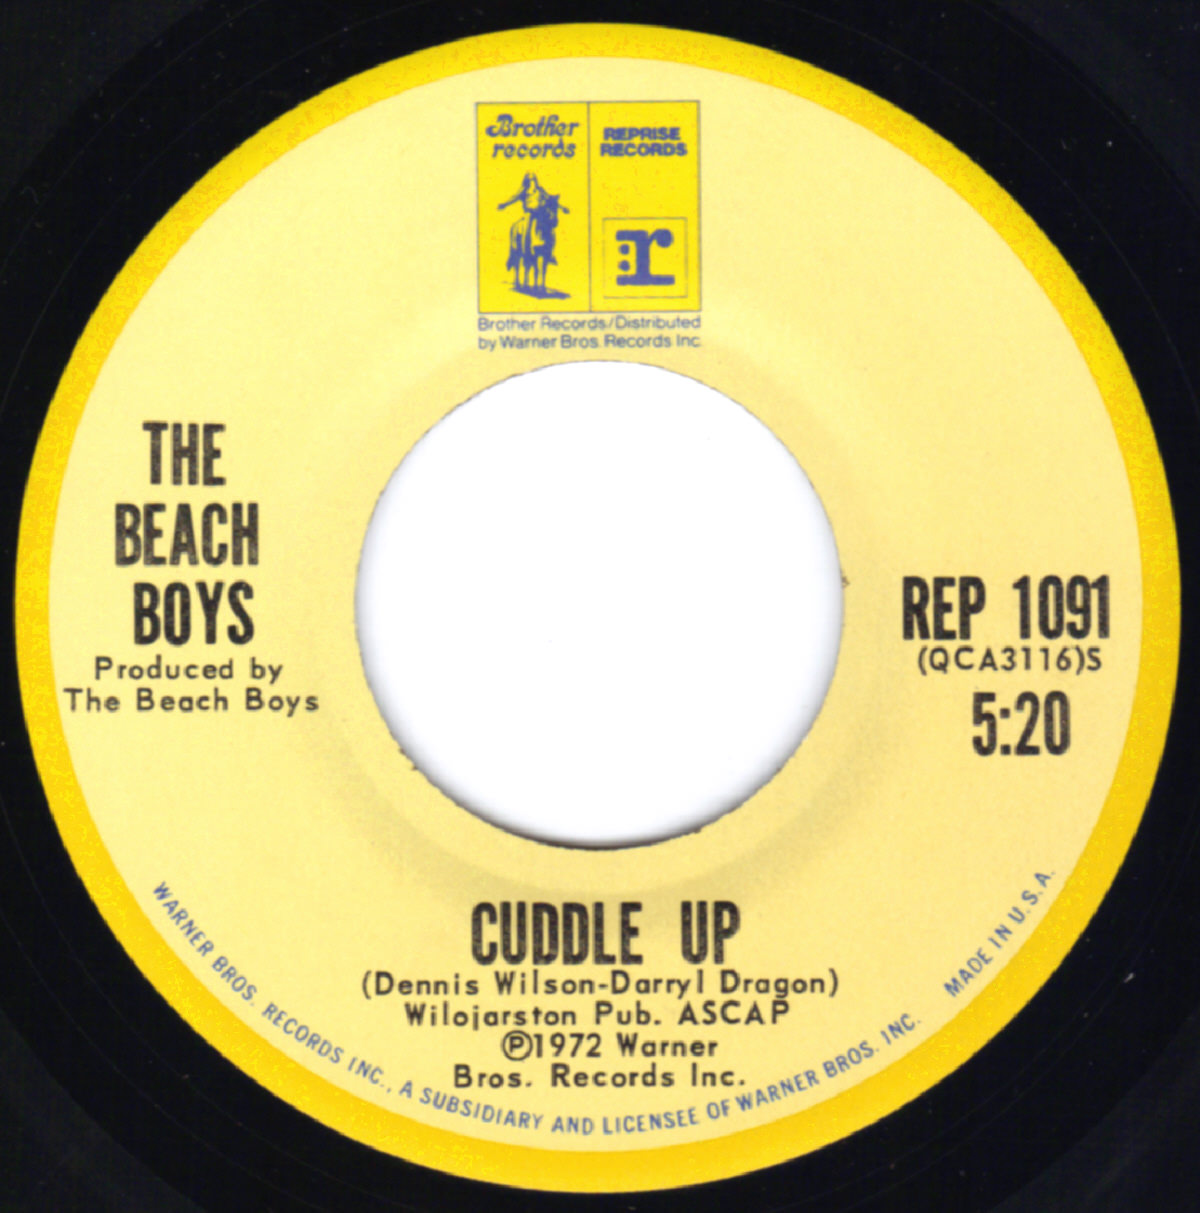 Brother
records
REPRISE
RECORDS
r
Brother Records/Distributed
by Warner Bros. Records Inc.
THE
BEACH
BOYS
Produced by
The Beach Boys
REP 1091
(QCA3116)S
5:20
CUDDLE UP
(Dennis Wilson-Darryl Dragon)
Wilojarston Pub. ASCAP
Ⓟ1972 Warner
Bros. Records Inc.
WARNER BROS. RECORDS INC., A SUBSIDIARY AND LICENSEE OF WARNER BROS. INC. MADE IN U.S.A.